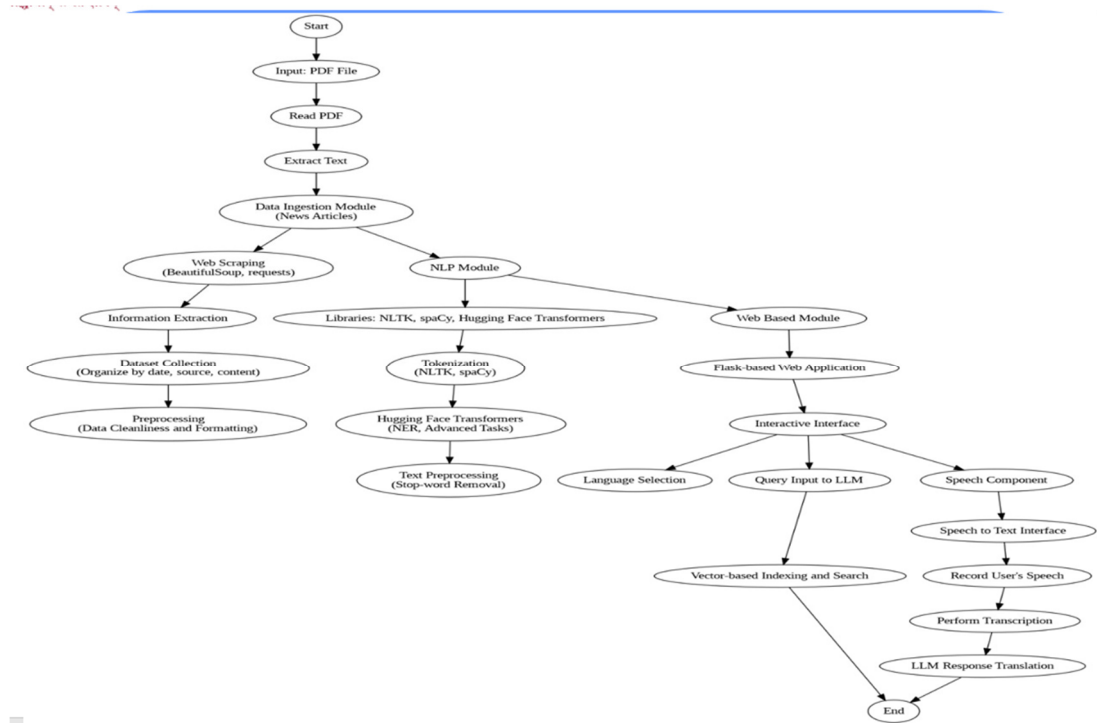 Start
Input: PDF File
Read PDF
Extract Text
Data Ingestion Module
(News Articles)
Web Scraping
(BeautifulSoup, requests)
NLP Module
Information Extraction
Libraries: NLTK, spaCy, Hugging Face Transformers
Web Based Module
Dataset Collection
(Organize by date, source, content)
Tokenization
(NLTK, spaCy)
Flask-based Web Application
Preprocessing
(Data Cleanliness and Formatting)
Hugging Face Transformers
(NER, Advanced Tasks)
Interactive Interface
Text Preprocessing
(Stop-word Removal)
Language Selection
Query Input to LLM
Speech Component
Speech to Text Interface
Vector-based Indexing and Search
Record User's Speech
Perform Transcription
LLM Response Translation
End